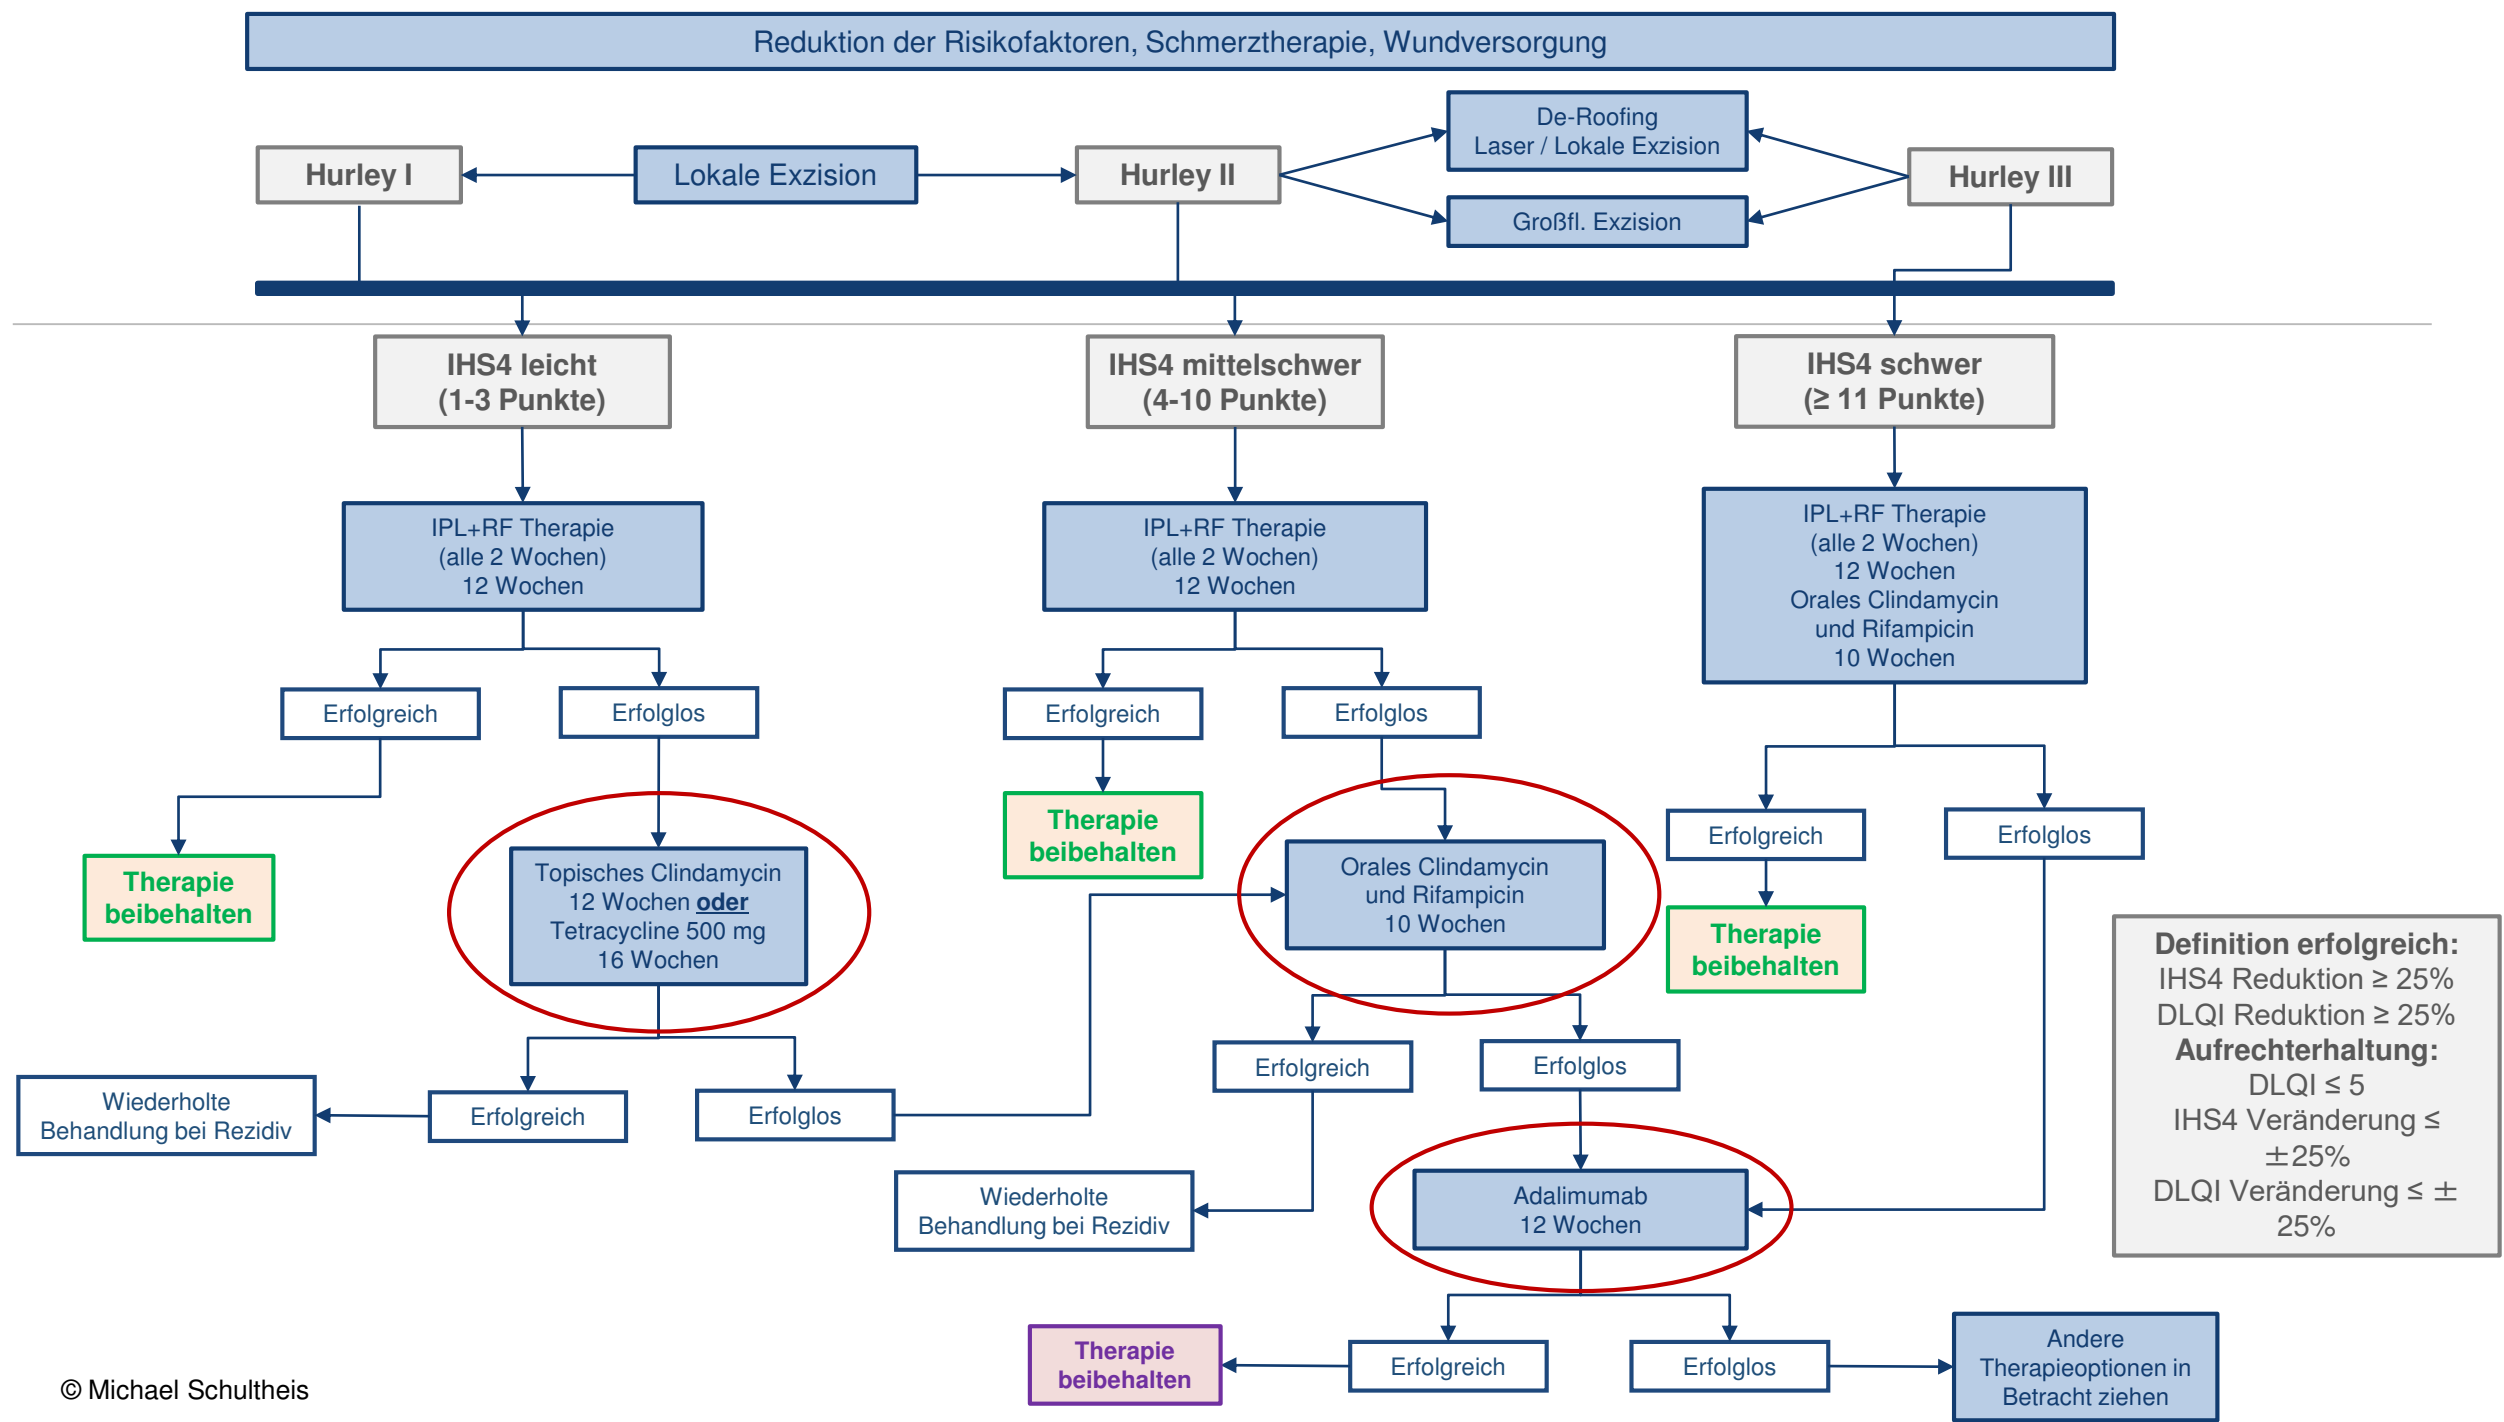 Reduktion der Risikofaktoren, Schmerztherapie, Wundversorgung
Hurley I
Lokale Exzision
Hurley II
De-Roofing
Laser / Lokale Exzision
Großfl. Exzision
Hurley III
IHS4 leicht
(1-3 Punkte)
IHS4 mittelschwer
(4-10 Punkte)
IHS4 schwer
(≥ 11 Punkte)
IPL+RF Therapie
(alle 2 Wochen)
12 Wochen
IPL+RF Therapie
(alle 2 Wochen)
12 Wochen
IPL+RF Therapie
(alle 2 Wochen)
12 Wochen
Orales Clindamycin
und Rifampicin
10 Wochen
Erfolgreich
Erfolglos
Erfolgreich
Erfolglos
Erfolgreich
Erfolglos
Therapie
beibehalten
Topisches Clindamycin
12 Wochen oder
Tetracycline 500 mg
16 Wochen
Therapie
beibehalten
Orales Clindamycin
und Rifampicin
10 Wochen
Therapie
beibehalten
Definition erfolgreich:
IHS4 Reduktion ≥ 25%
DLQI Reduktion ≥ 25%
Aufrechterhaltung:
DLQI ≤ 5
IHS4 Veränderung ≤
±25%
DLQI Veränderung ≤ ±
25%
Wiederholte
Behandlung bei Rezidiv
Erfolgreich
Erfolglos
Erfolgreich
Erfolglos
Wiederholte
Behandlung bei Rezidiv
Adalimumab
12 Wochen
Therapie
beibehalten
Erfolgreich
Erfolglos
Andere
Therapieoptionen in
Betracht ziehen
© Michael Schultheis